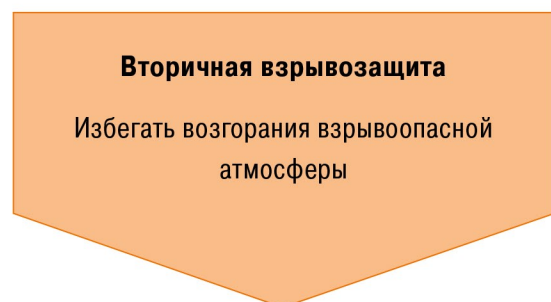 Вторичная взрывозащита
Избегать возгорания взрывоопасной
атмосферы